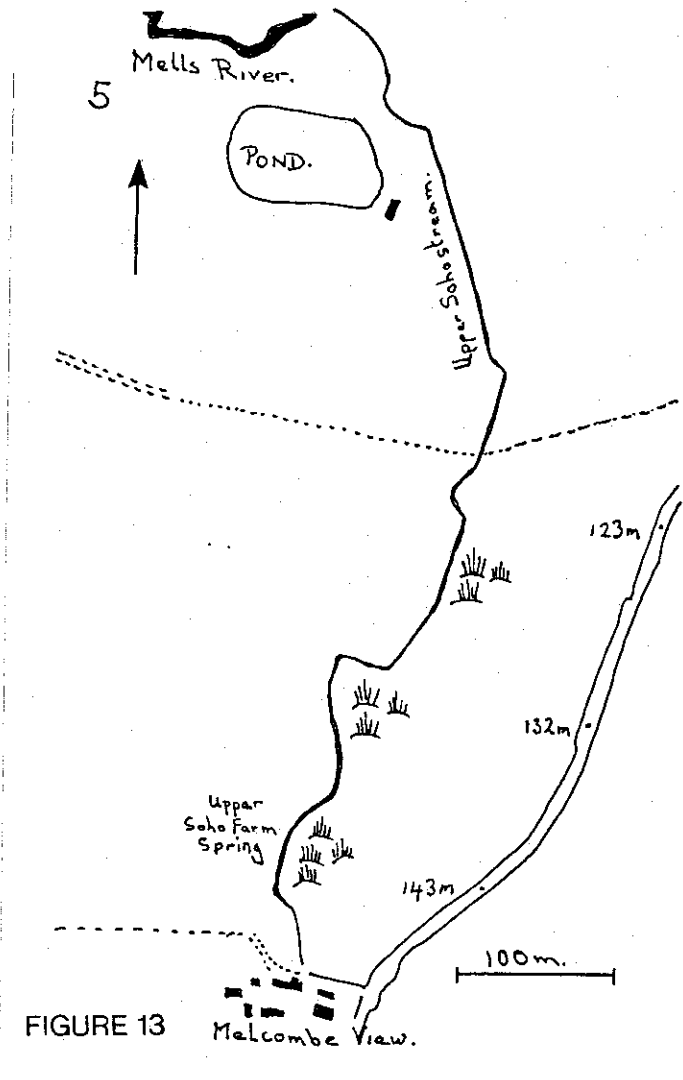 Mells River.
5
POND.
Upper Soho stream.
123m
132m
Upper
Soho Farm
Spring
143m
100m.
FIGURE 13
Melcombe View.